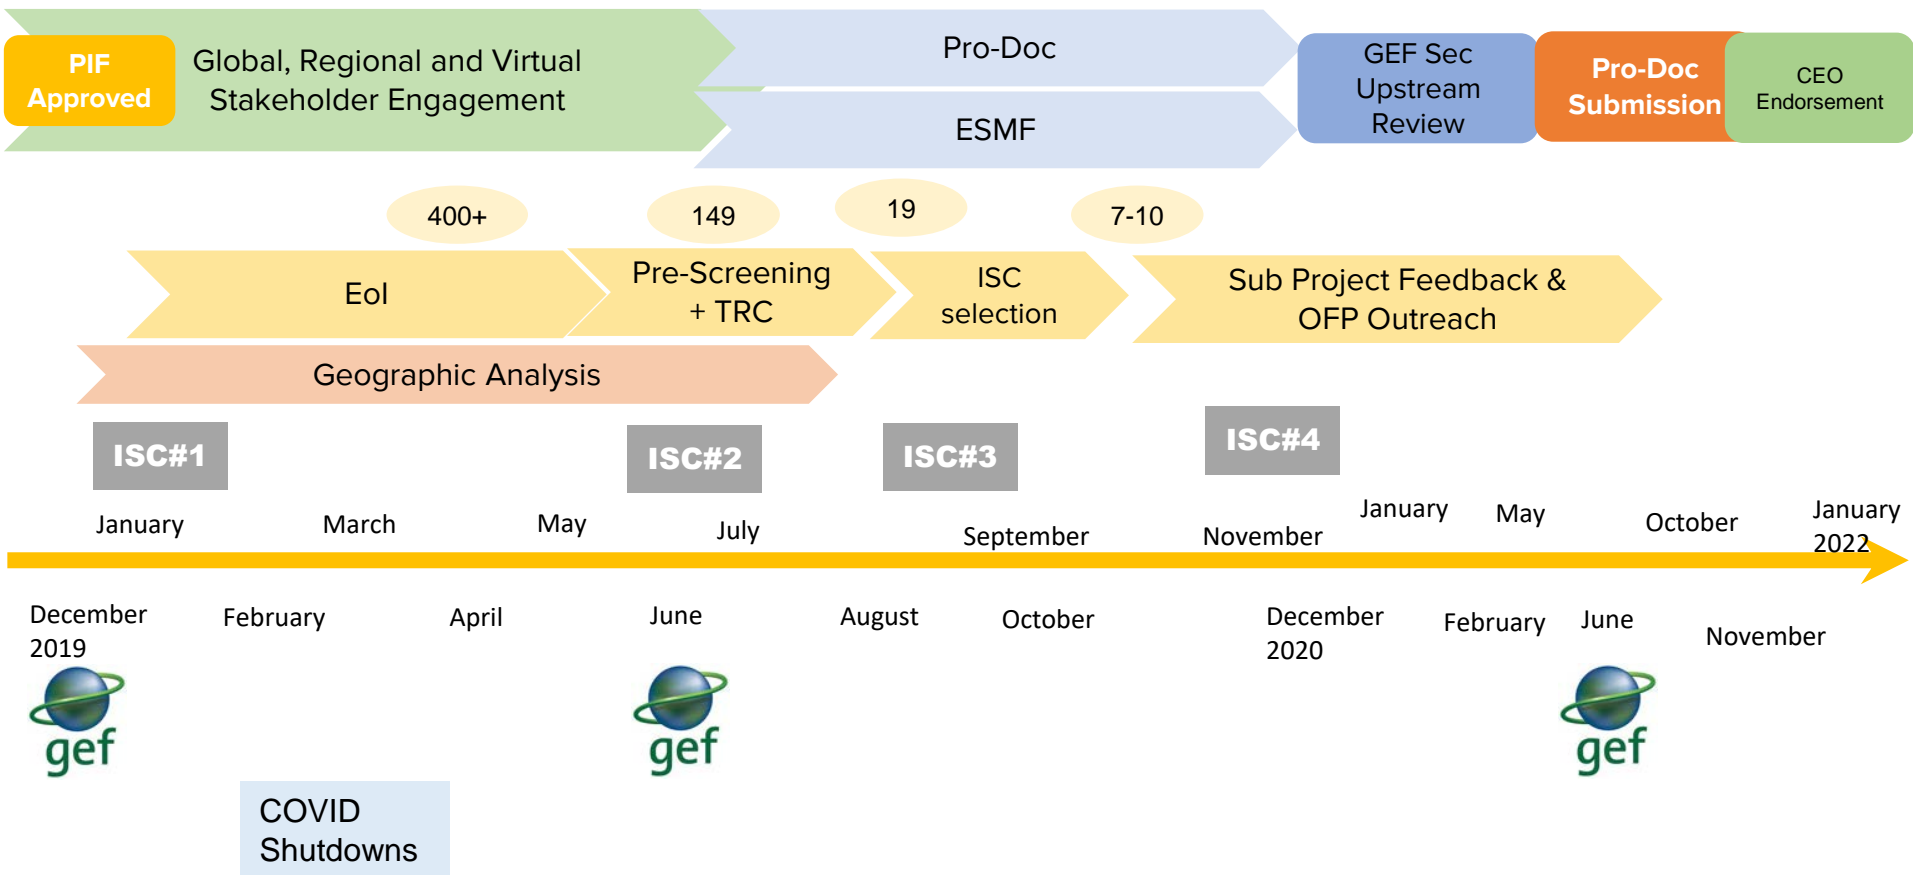 PIF
Approved
Global, Regional and Virtual
Stakeholder Engagement
Pro-Doc
ESMF
GEF Sec
Upstream
Review
Pro-Doc
Submission
CEO
Endorsement
400+
149
19
7-10
EoI
Pre-Screening
+ TRC
ISC
selection
Sub Project Feedback &
OFP Outreach
Geographic Analysis
ISC#1
ISC#2
ISC#3
ISC#4
January
March
May
July
September
November
January
May
October
January
2022
December
2019
February
April
June
August
October
December
2020
February
June
November
gef
gef
gef
COVID
Shutdowns